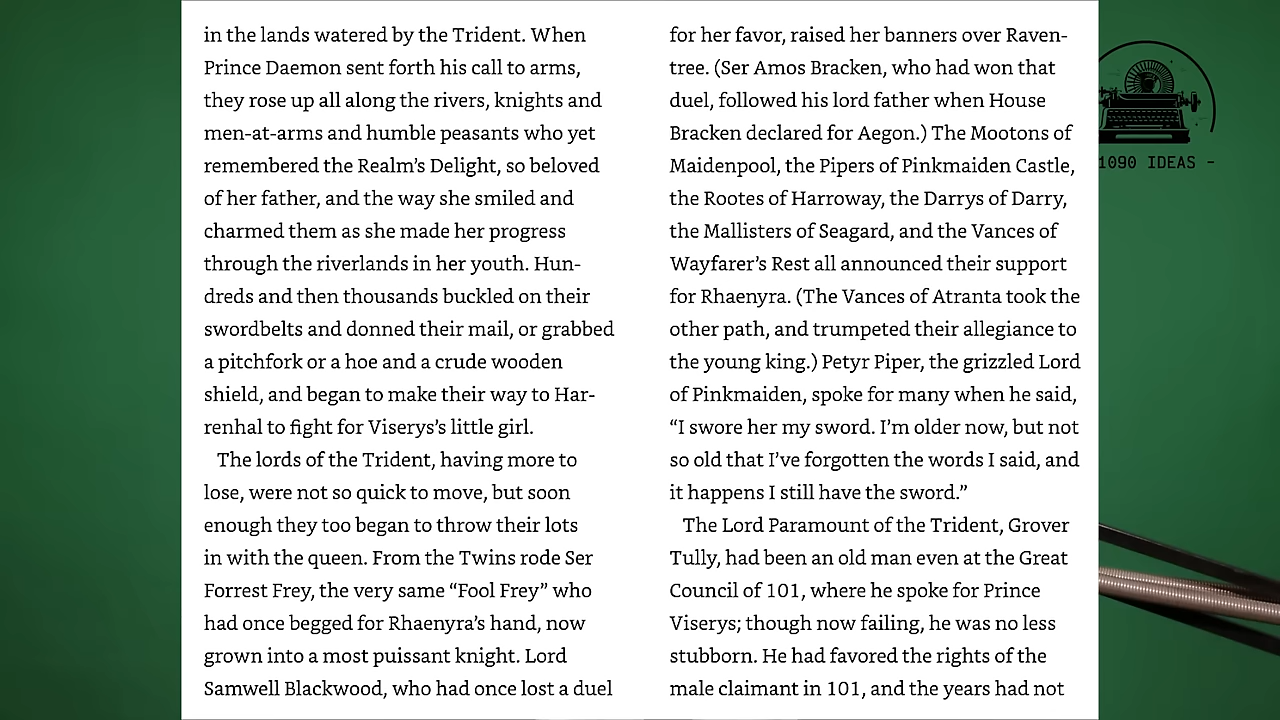 in the lands watered by the Trident. When
Prince Daemon sent forth his call to arms,
they rose up all along the rivers, knights and
men-at-arms and humble peasants who yet
remembered the Realm’s Delight, so beloved
of her father, and the way she smiled and
charmed them as she made her progress
through the riverlands in her youth. Hun-
dreds and then thousands buckled on their
swordbelts and donned their mail, or grabbed
a pitchfork or a hoe and a crude wooden
shield, and began to make their way to Har-
renhal to fight for Viserys’s little girl.
The lords of the Trident, having more to
lose, were not so quick to move, but soon
enough they too began to throw their lots
in with the queen. From the Twins rode Ser
Forrest Frey, the very same “Fool Frey” who
had once begged for Rhaenyra’s hand, now
grown into a most puissant knight. Lord
Samwell Blackwood, who had once lost a duel
for her favor, raised her banners over Raven-
tree. (Ser Amos Bracken, who had won that
duel, followed his lord father when House
Bracken declared for Aegon.) The Mootons of
Maidenpool, the Pipers of Pinkmaiden Castle,
the Rootes of Harroway, the Darrys of Darry,
the Mallisters of Seagard, and the Vances of
Wayfarer’s Rest all announced their support
for Rhaenyra. (The Vances of Atranta took the
other path, and trumpeted their allegiance to
the young king.) Petyr Piper, the grizzled Lord
of Pinkmaiden, spoke for many when he said,
“I swore her my sword. I’m older now, but not
so old that I’ve forgotten the words I said, and
it happens I still have the sword.”
The Lord Paramount of the Trident, Grover
Tully, had been an old man even at the Great
Council of 101, where he spoke for Prince
Viserys; though now failing, he was no less
stubborn. He had favored the rights of the
male claimant in 101, and the years had not
1090 IDEAS -